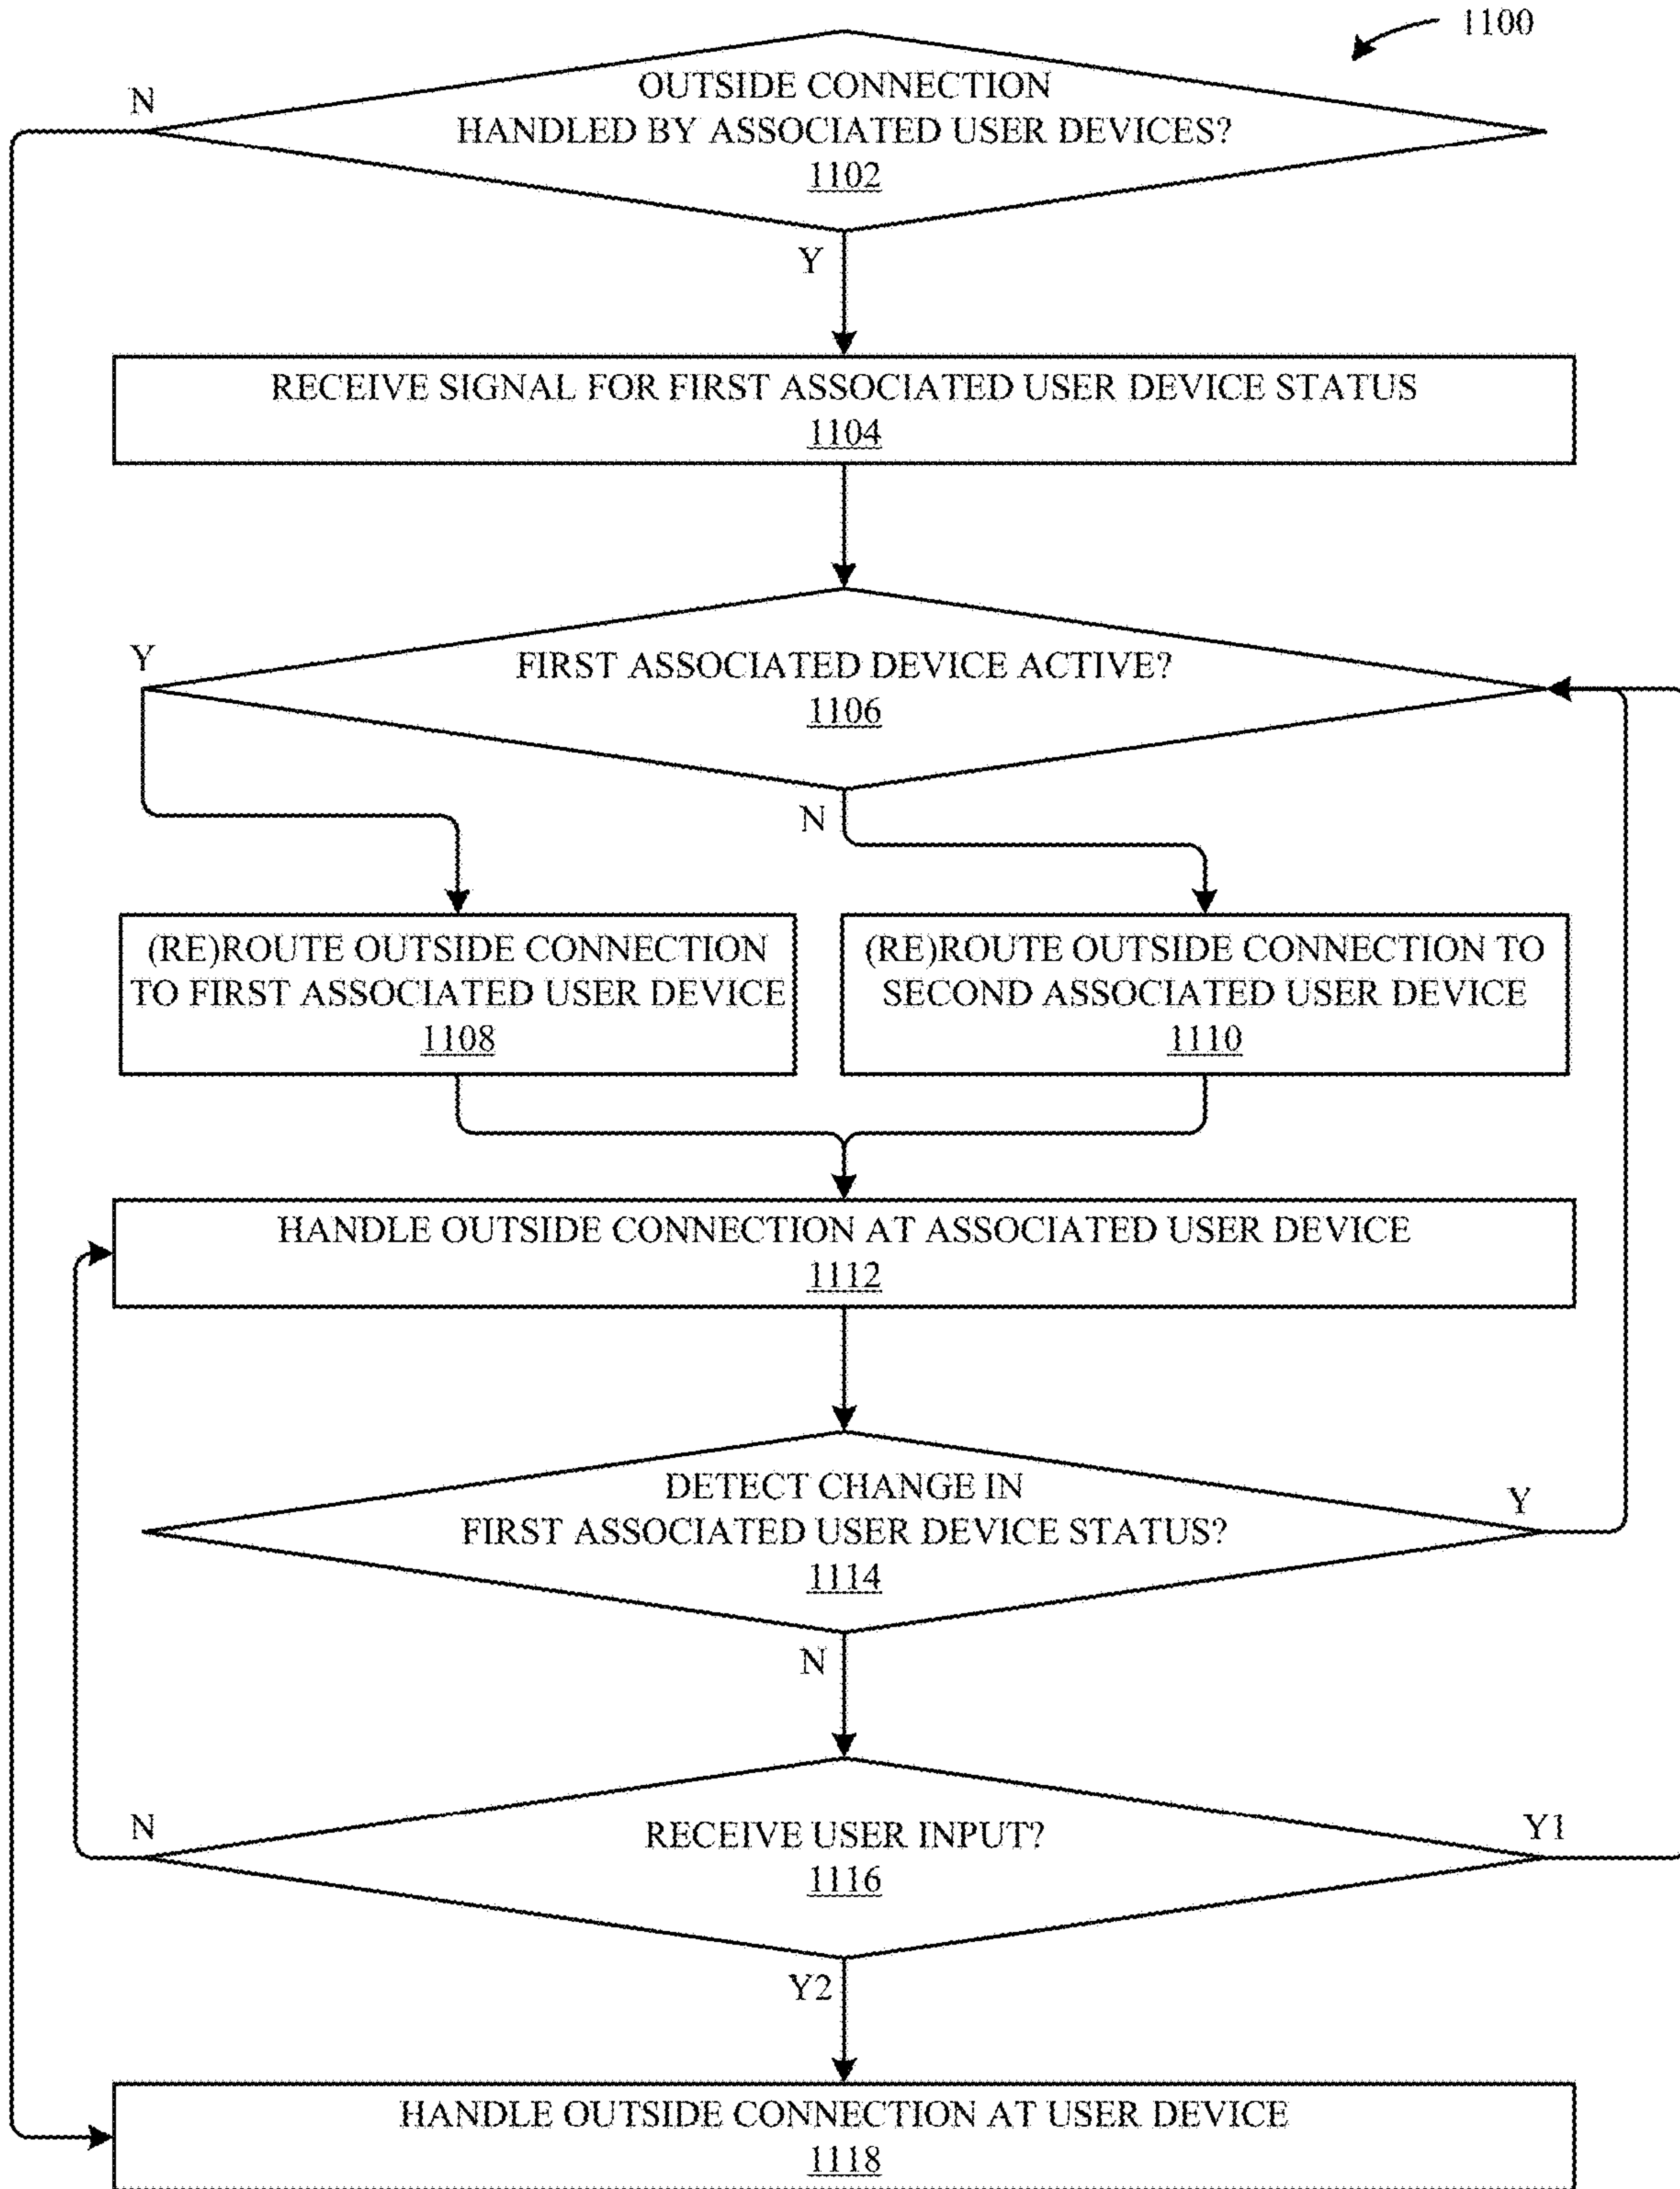 1100
OUTSIDE CONNECTION
HANDLED BY ASSOCIATED USER DEVICES?
1102
N
Y
RECEIVE SIGNAL FOR FIRST ASSOCIATED USER DEVICE STATUS
1104
FIRST ASSOCIATED DEVICE ACTIVE?
1106
Y
N
(RE)ROUTE OUTSIDE CONNECTION
TO FIRST ASSOCIATED USER DEVICE
1108
(RE)ROUTE OUTSIDE CONNECTION TO
SECOND ASSOCIATED USER DEVICE
1110
HANDLE OUTSIDE CONNECTION AT ASSOCIATED USER DEVICE
1112
DETECT CHANGE IN
FIRST ASSOCIATED USER DEVICE STATUS?
1114
Y
N
RECEIVE USER INPUT?
1116
N
Y1
Y2
HANDLE OUTSIDE CONNECTION AT USER DEVICE
1118